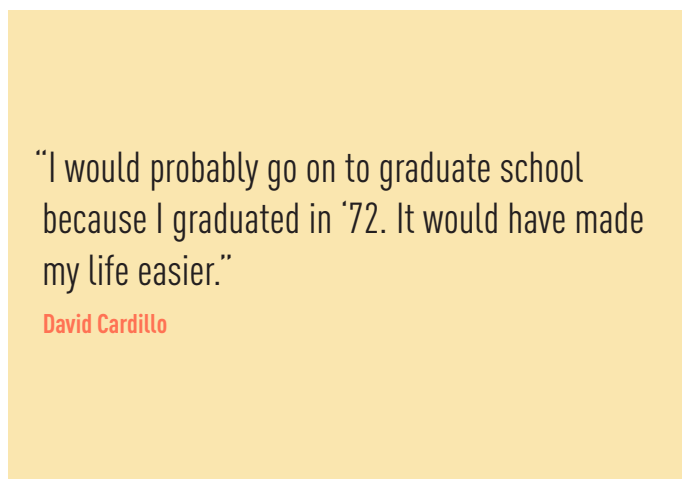 “I would probably go on to graduate school
because I graduated in ‘72. It would have made
my life easier.”
David Cardillo